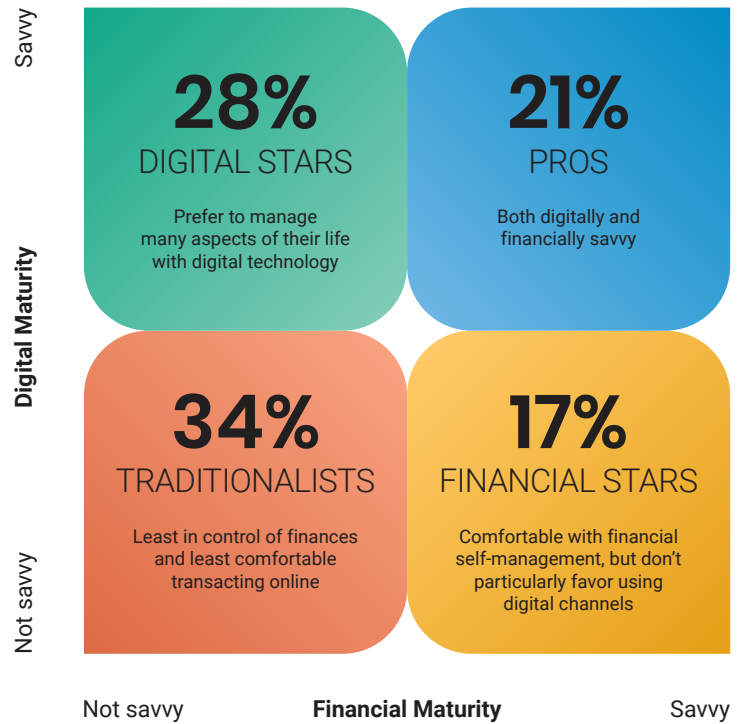 Savvy
28%
DIGITAL STARS
Prefer to manage
many aspects of their life
with digital technology
21%
PROS
Both digitally and
financially savvy
Digital Maturity
34%
TRADITIONALISTS
Least in control of finances
and least comfortable
transacting online
17%
FINANCIAL STARS
Comfortable with financial
self-management, but don’t
particularly favor using
digital channels
Not savvy
Not savvy
Financial Maturity
Savvy